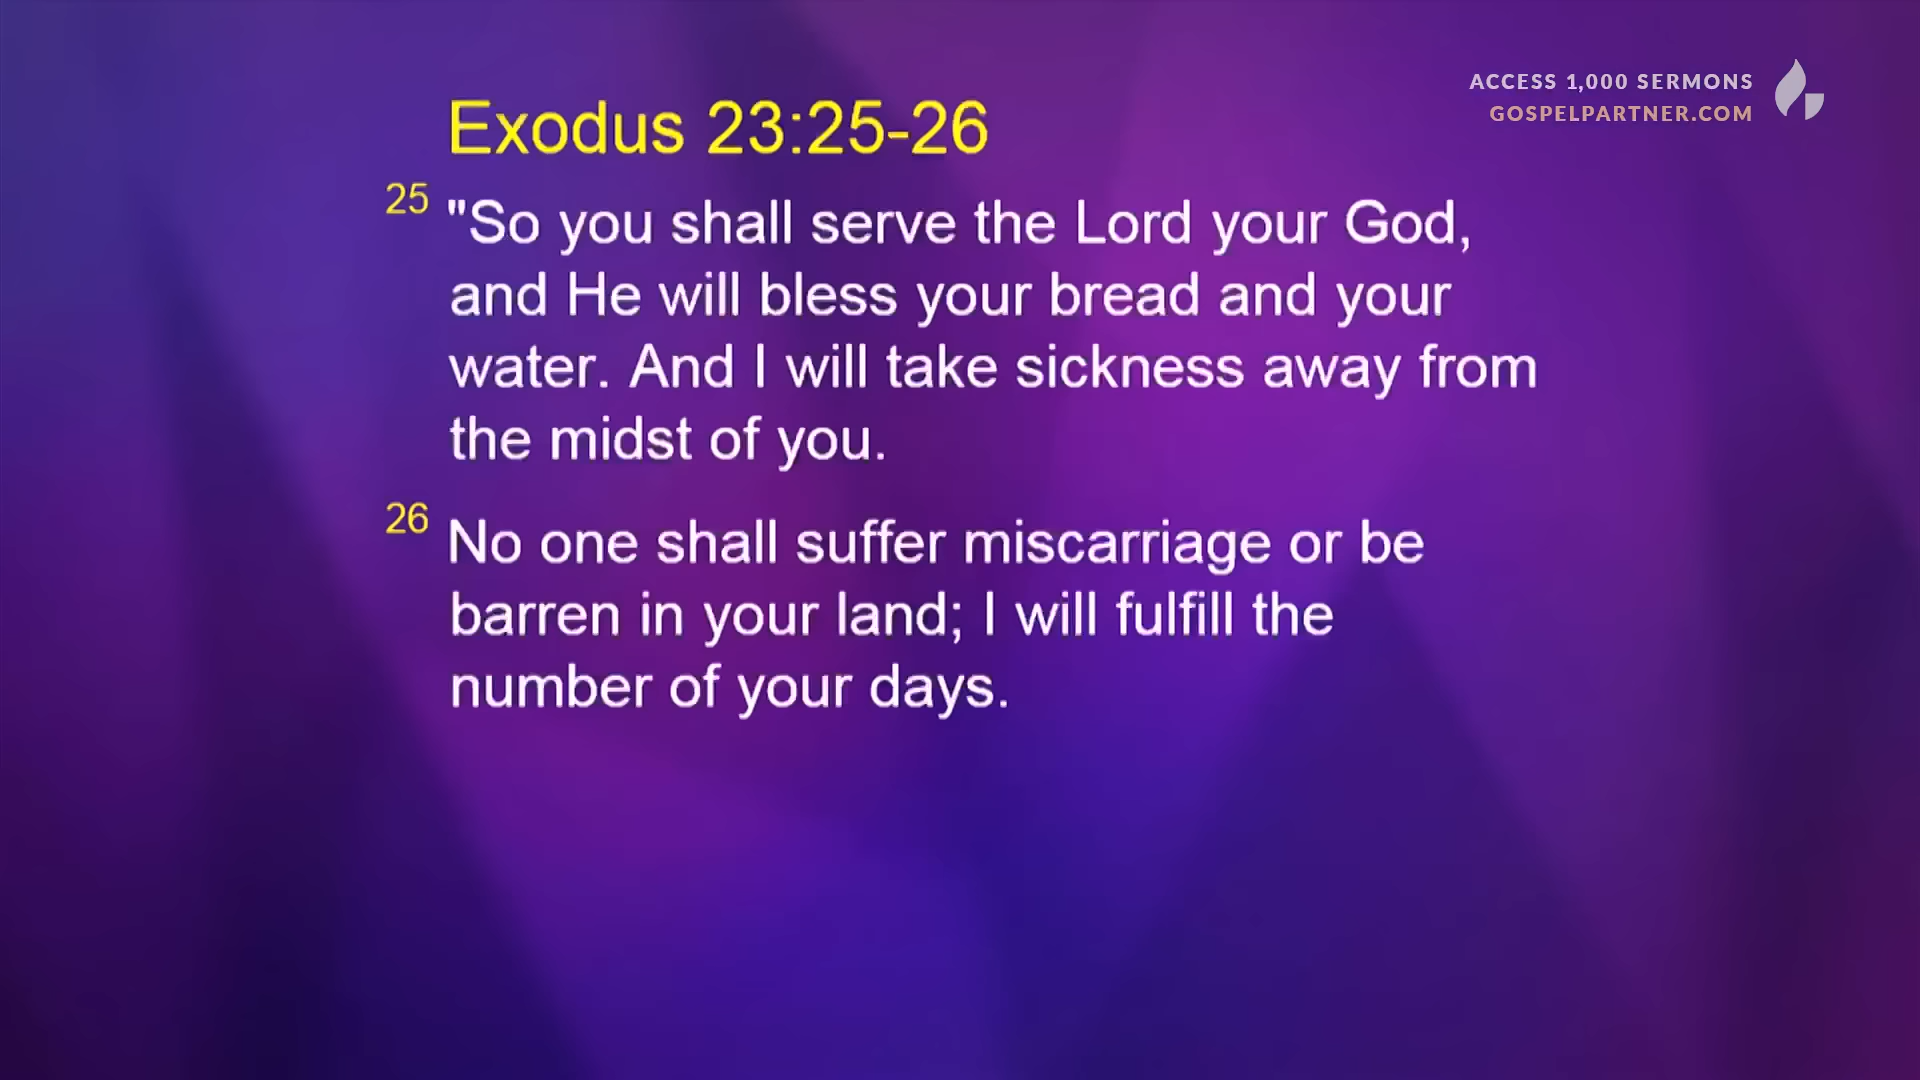 ACCESS 1,000 SERMONS
GOSPELPARTNER.COM
Exodus 23:25-26
25 "So you shall serve the Lord your God,
and He will bless your bread and your
water. And I will take sickness away from
the midst of you.
26 No one shall suffer miscarriage or be
barren in your land; I will fulfill the
number of your days.